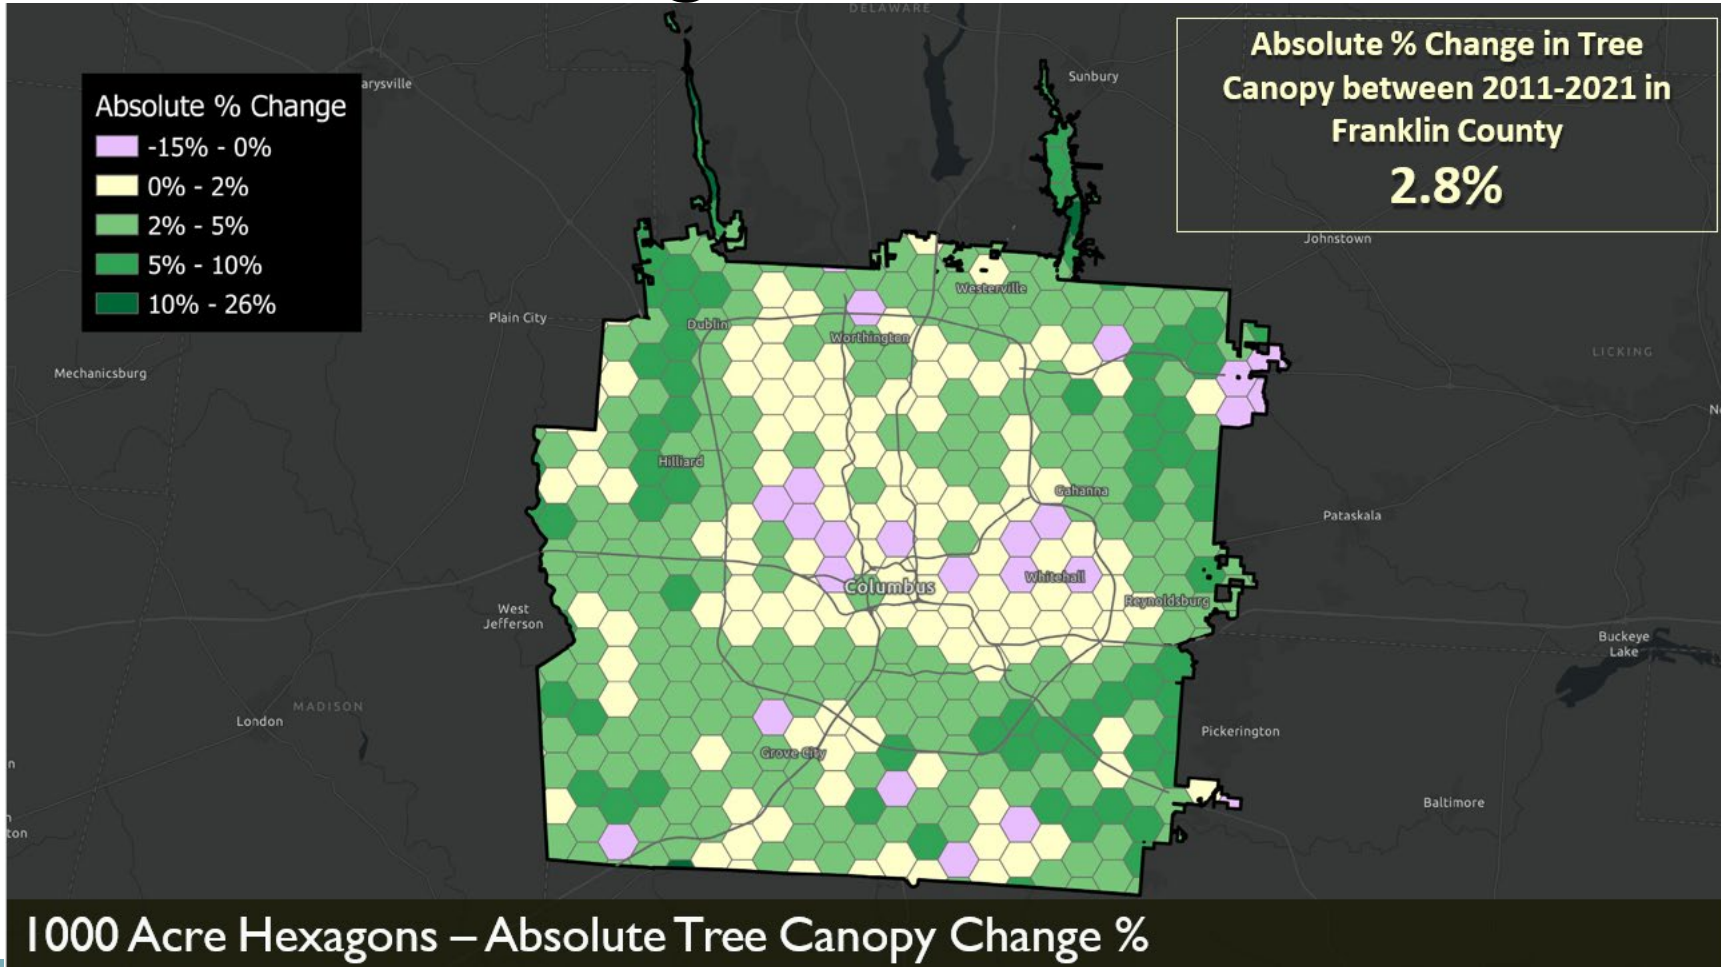 DELAWARE
Absolute % Change in Tree
Canopy between 2011-2021 in
Franklin County
2.8%
Absolute % Change
-15% - 0%
0% - 2%
2% - 5%
5% - 10%
10% - 26%
arysville
Sunbury
Johnstown
Westerville
Plain City
Dublin
Worthington
LICKING
Mechanicsburg
Hilliard
Gahanna
Pataskala
Columbus
Whitehall
Reynoldsburg
West
Jefferson
Buckeye
Lake
MADISON
London
Pickerington
Grove City
Baltimore
ton
1000 Acre Hexagons – Absolute Tree Canopy Change %